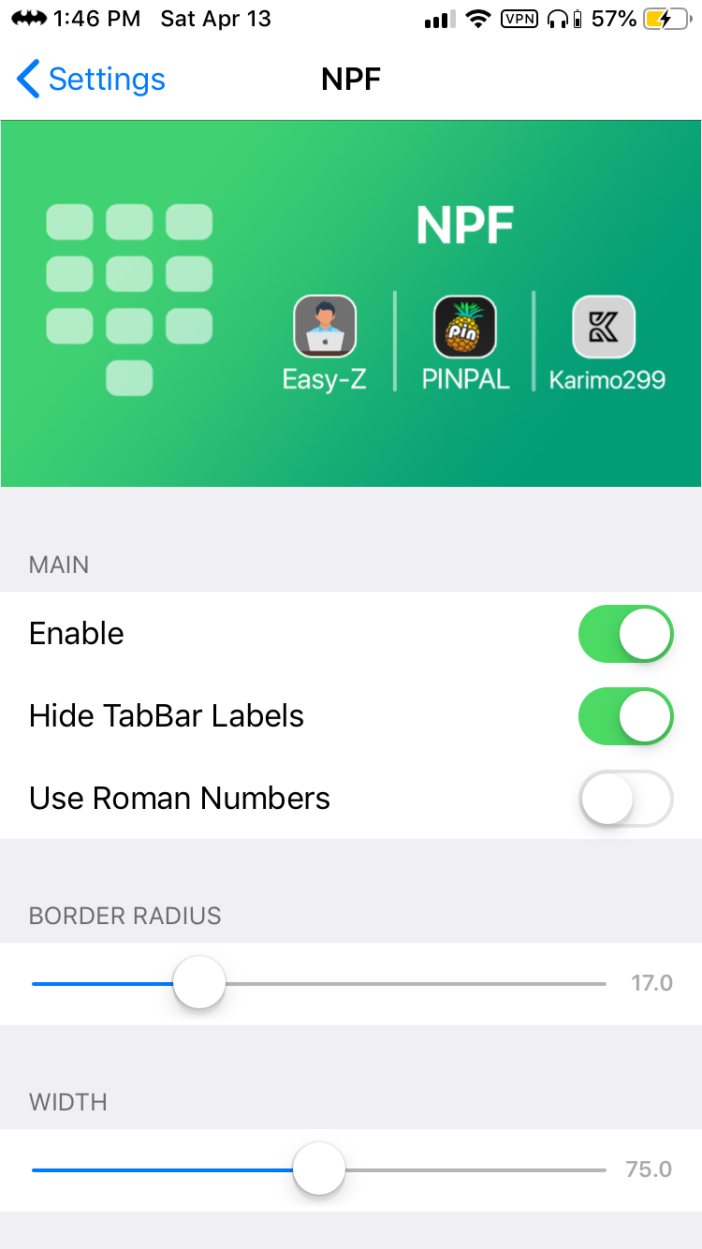 1:46 PM Sat Apr 13 VPN 57%
Settings NPF
NPF
pin
Easy-Z PINPAL Karimo299
MAIN
Enable
Hide TabBar Labels
Use Roman Numbers
BORDER RADIUS
17.0
WIDTH
75.0